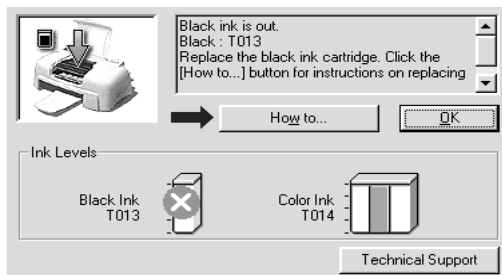 Black ink is out.
Black : T013
Replace the black ink cartridge. Click the
[How to...] button for instructions on replacing
How to...
OK
Ink Levels
Black Ink
T013
Color Ink
T014
Technical Support